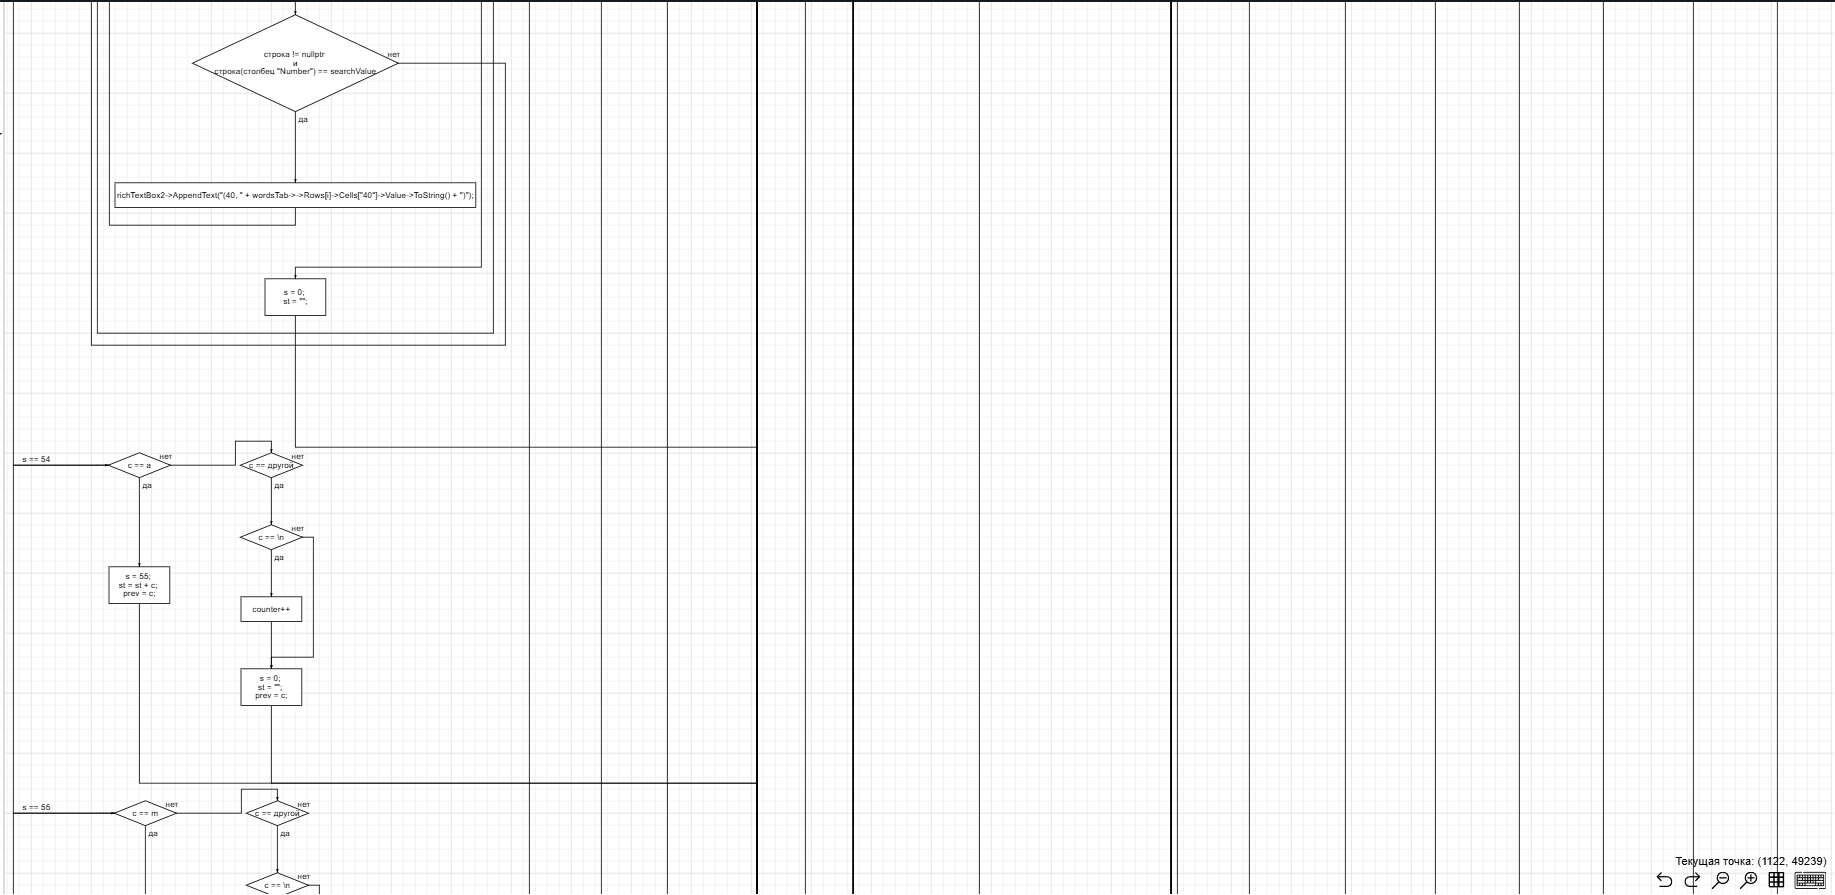 строка != nullptr
и
строка(столбец "Number") == searchValue
нет
да
richTextBox2->AppendText("(40, " + wordsTab->->Rows[i]->Cells["40"]->Value->ToString() + ")");
s = 0;
st = "";
s == 54
c == a
нет
c == другой
нет
да
да
c == \n
нет
да
s = 55;
st = st + c;
prev = c;
counter++
s = 0;
st = "";
prev = c;
s == 55
c == m
нет
c == другой
нет
да
да
c == \n
нет
Текущая точка: (1122, 49239)